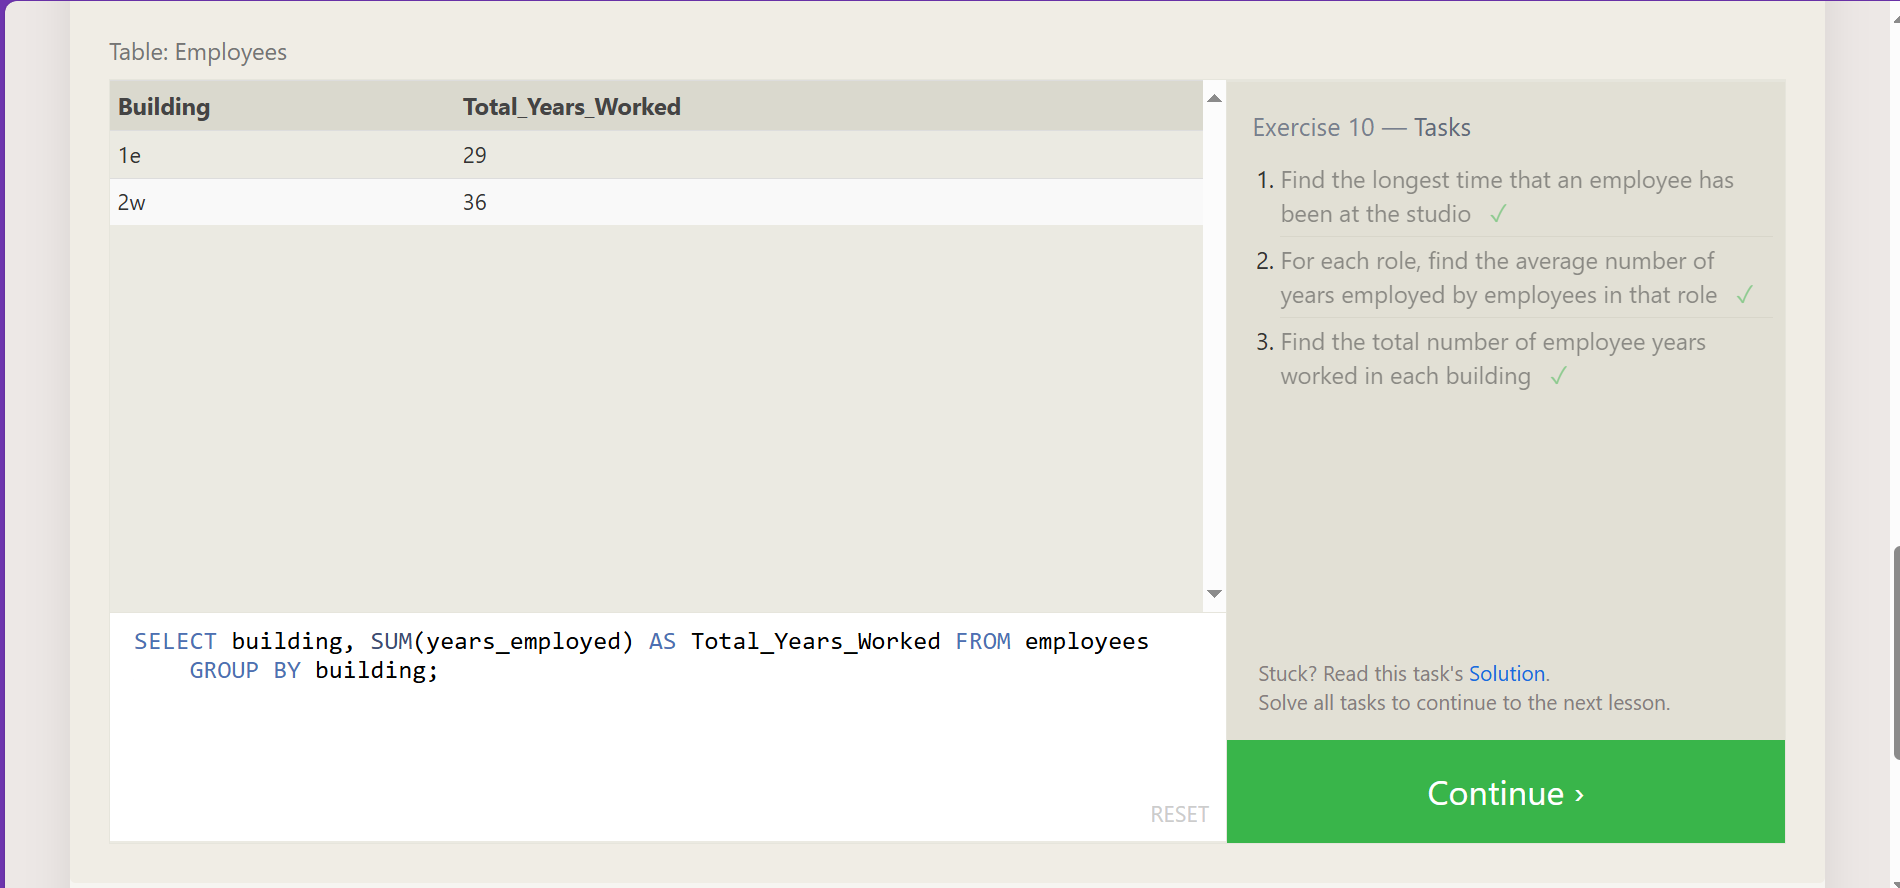 Table: Employees
Building Total_Years_Worked
1e 29
2w 36
SELECT building, SUM(years_employed) AS Total_Years_Worked FROM employees
GROUP BY building;
RESET
Exercise 10 — Tasks
1. Find the longest time that an employee has
been at the studio ✓
2. For each role, find the average number of
years employed by employees in that role ✓
3. Find the total number of employee years
worked in each building ✓
Stuck? Read this task's Solution.
Solve all tasks to continue to the next lesson.
Continue ›